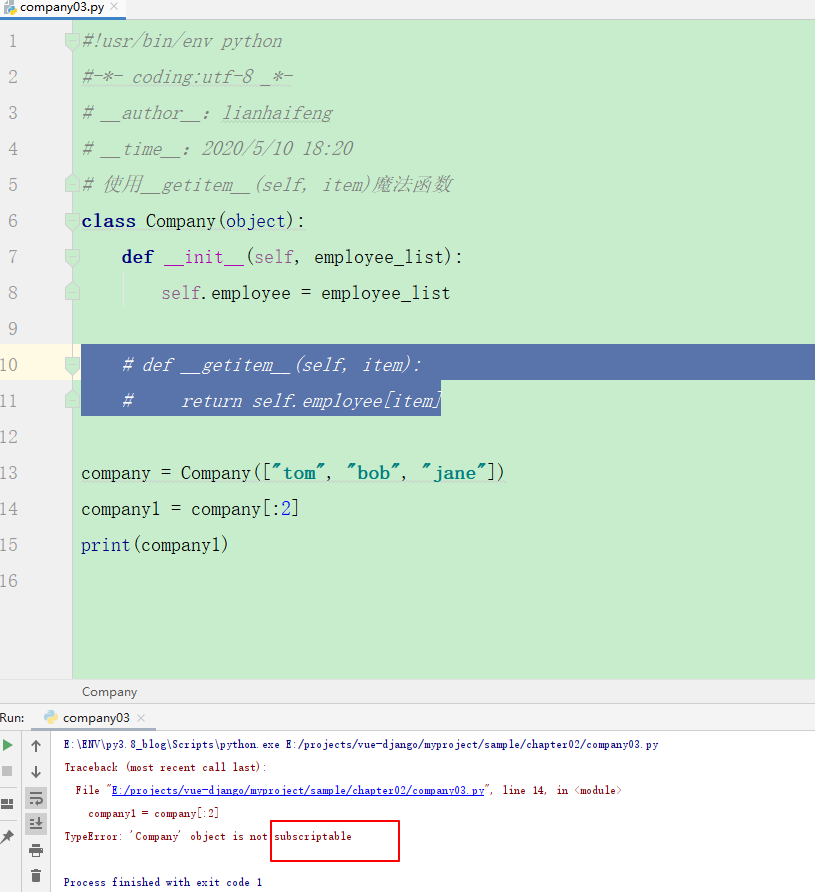 company03.py
1 #!usr/bin/env python
2 #-*- coding:utf-8 _*-
3 # __author__: lianhaifeng
4 # __time__: 2020/5/10 18:20
5 # 使用__getitem__(self, item)魔法函数
6 class Company(object):
7 def __init__(self, employee_list):
8 self.employee = employee_list
9
10 # def __getitem__(self, item):
11 #     return self.employee[item]
12
13 company = Company(["tom", "bob", "jane"])
14 company1 = company[:2]
15 print(company1)
16
Company
Run: company03
E:\ENV\py3.8_blog\Scripts\python.exe E:/projects/vue-django/myproject/sample/chapter02/company03.py
Traceback (most recent call last):
File "E:/projects/vue-django/myproject/sample/chapter02/company03.py", line 14, in <module>
company1 = company[:2]
TypeError: 'Company' object is not subscriptable
Process finished with exit code 1